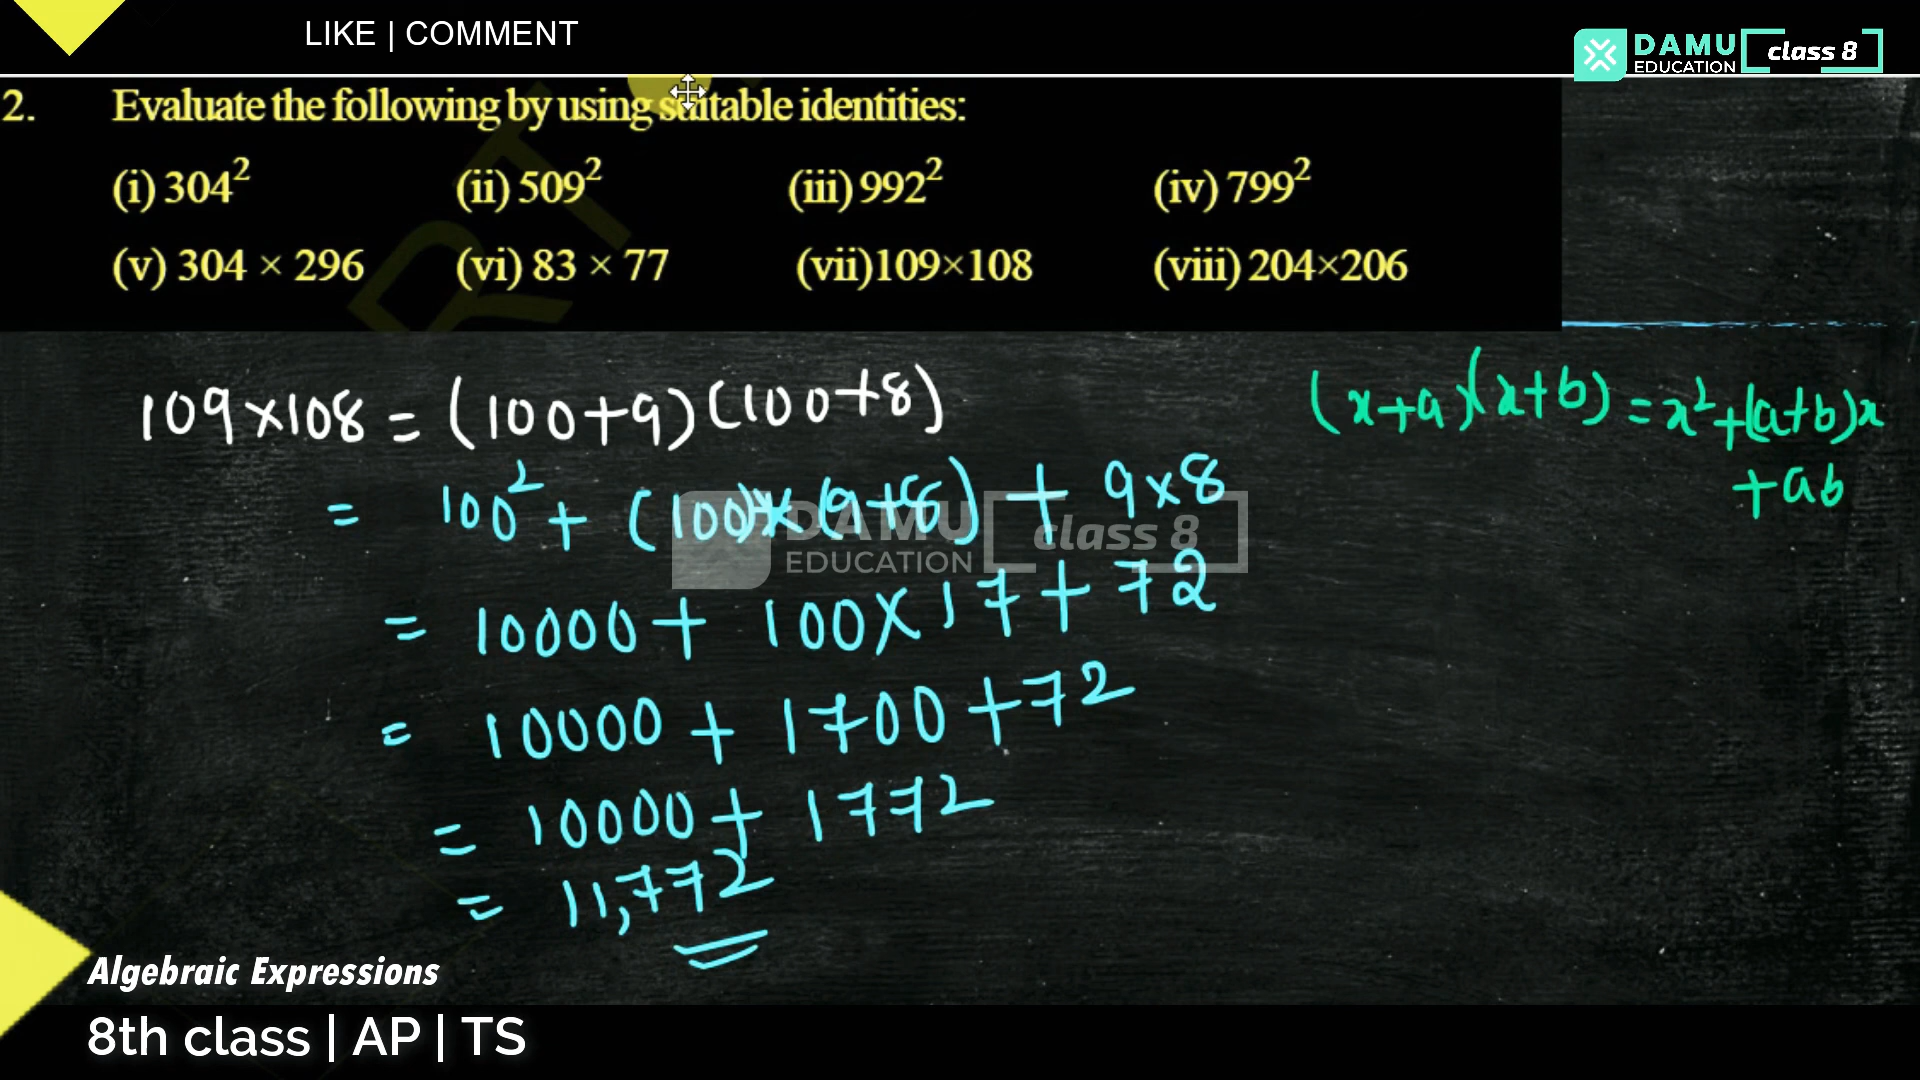 LIKE | COMMENT
DAMU
EDUCATION
class 8
2. Evaluate the following by using suitable identities:
(i) 304² (ii) 509² (iii) 992² (iv) 799²
(v) 304 × 296 (vi) 83 × 77 (vii)109×108 (viii) 204×206
109×108 = (100+9)(100+8)
(x+a)(x+b) = x²+(a+b)x
+ab
= 100² + (100)×(9+8) + 9×8
DAMU
EDUCATION
class 8
= 10000 + 100×17+72
= 10000 + 1700+72
= 10000 + 1772
= 11,772
Algebraic Expressions
8th class | AP | TS